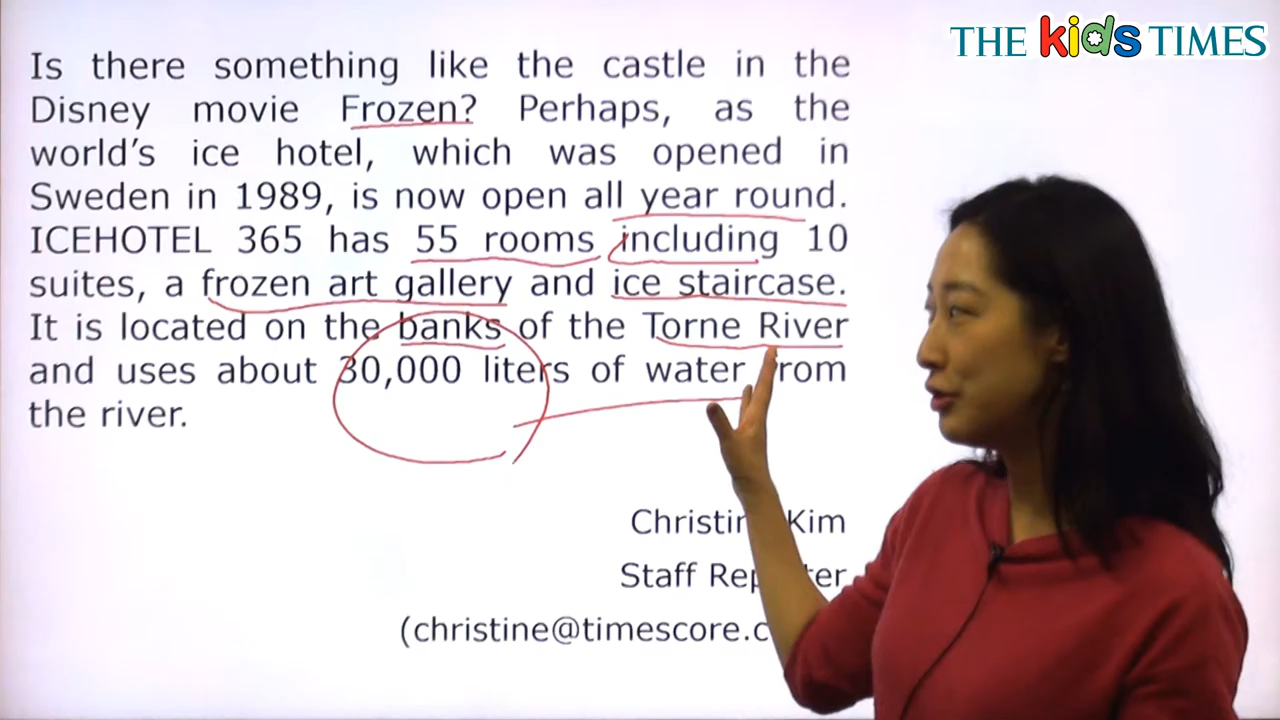 THE kids TIMES
Is there something like the castle in the
Disney movie Frozen? Perhaps, as the
world's ice hotel, which was opened in
Sweden in 1989, is now open all year round.
ICEHOTEL 365 has 55 rooms including 10
suites, a frozen art gallery and ice staircase.
It is located on the banks of the Torne River
and uses about 30,000 liters of water from
the river.
Kim
Staff
(christine@timescore.c